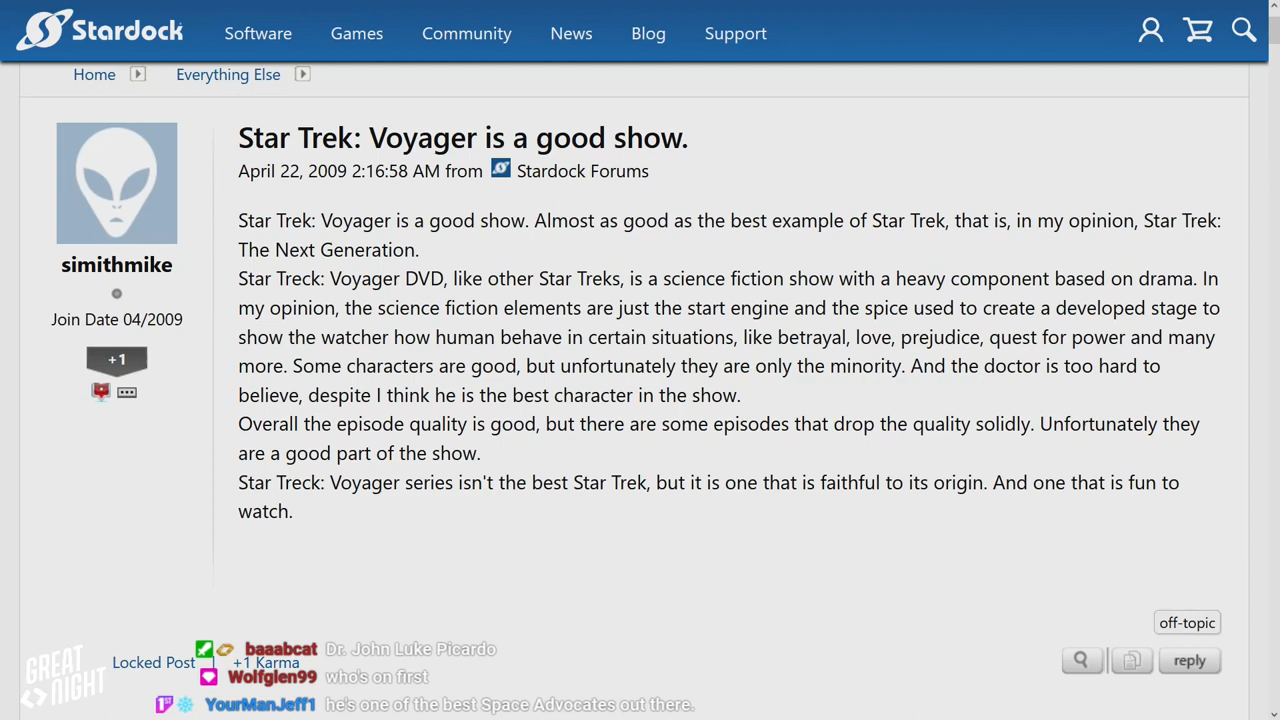 Stardock Software Games Community News Blog Support
Home Everything Else
Star Trek: Voyager is a good show.
April 22, 2009 2:16:58 AM from Stardock Forums
simithmike
Join Date 04/2009
+1
Star Trek: Voyager is a good show. Almost as good as the best example of Star Trek, that is, in my opinion, Star Trek:
The Next Generation.
Star Treck: Voyager DVD, like other Star Treks, is a science fiction show with a heavy component based on drama. In
my opinion, the science fiction elements are just the start engine and the spice used to create a developed stage to
show the watcher how human behave in certain situations, like betrayal, love, prejudice, quest for power and many
more. Some characters are good, but unfortunately they are only the minority. And the doctor is too hard to
believe, despite I think he is the best character in the show.
Overall the episode quality is good, but there are some episodes that drop the quality solidly. Unfortunately they
are a good part of the show.
Star Treck: Voyager series isn't the best Star Trek, but it is one that is faithful to its origin. And one that is fun to
watch.
off-topic
Locked Post | +1 Karma
reply
GREAT NIGHT
baaabcat Dr. John Luke Picardo
Wolfglen99 who's on first
YourManJeff1 he's one of the best Space Advocates out there.